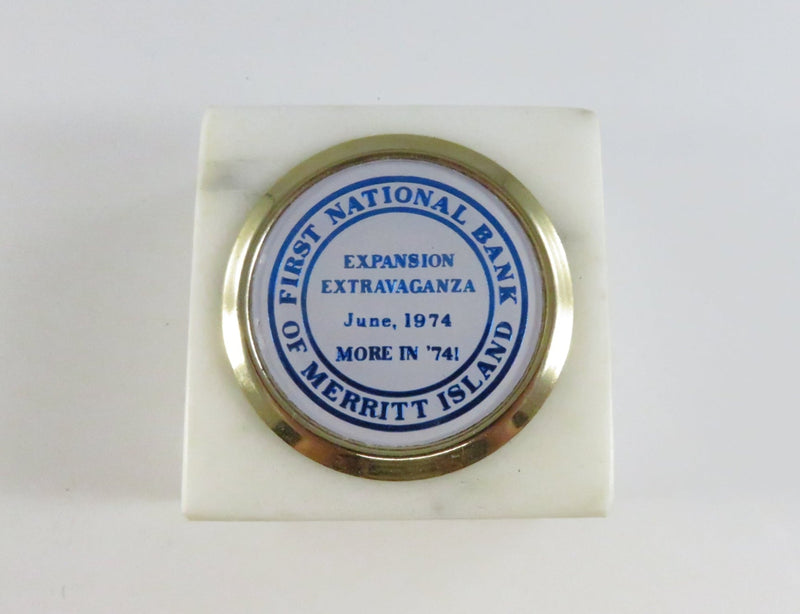 FIRST NATIONAL BANK
OF MERRITT ISLAND
EXPANSION
EXTRAVAGANZA
June, 1974
MORE IN '74!